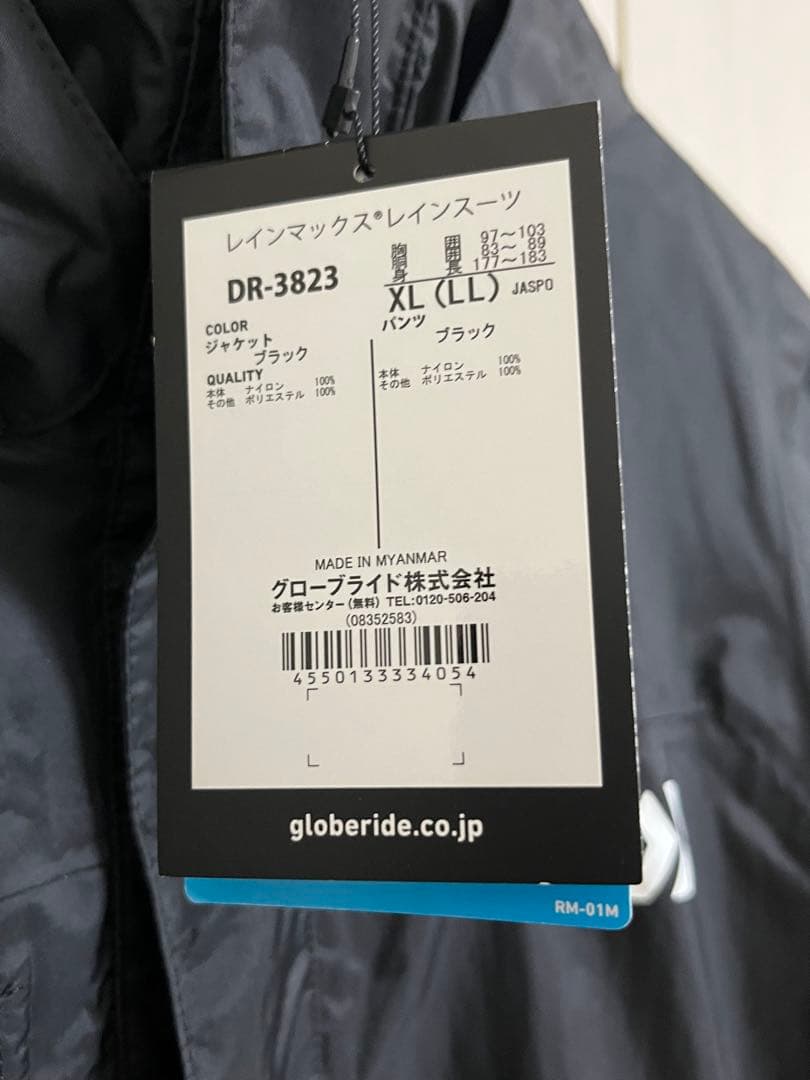 レインマックス®レインスーツ
DR-3823
胸囲 97～103
胴囲 83～ 89
身長 177～183
XL (LL) JASPO
COLOR
ジャケット
ブラック
パンツ
ブラック
QUALITY
本体 ナイロン 100%
その他 ポリエステル 100%
本体 ナイロン 100%
その他 ポリエステル 100%
MADE IN MYANMAR
グローブライド株式会社
お客様センター(無料) TEL:0120-506-204
(08352583)
4550133334054
globeride.co.jp
RM-01M